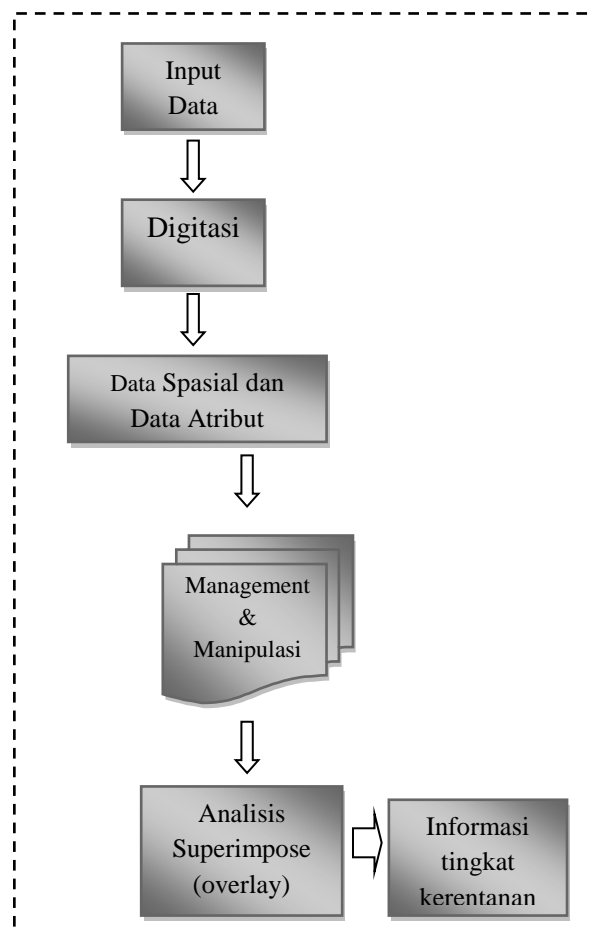 Input
Data
Digitasi
Data Spasial dan
Data Atribut
Management
&
Manipulasi
Analisis
Superimpose
(overlay)
Informasi
tingkat
kerentanan